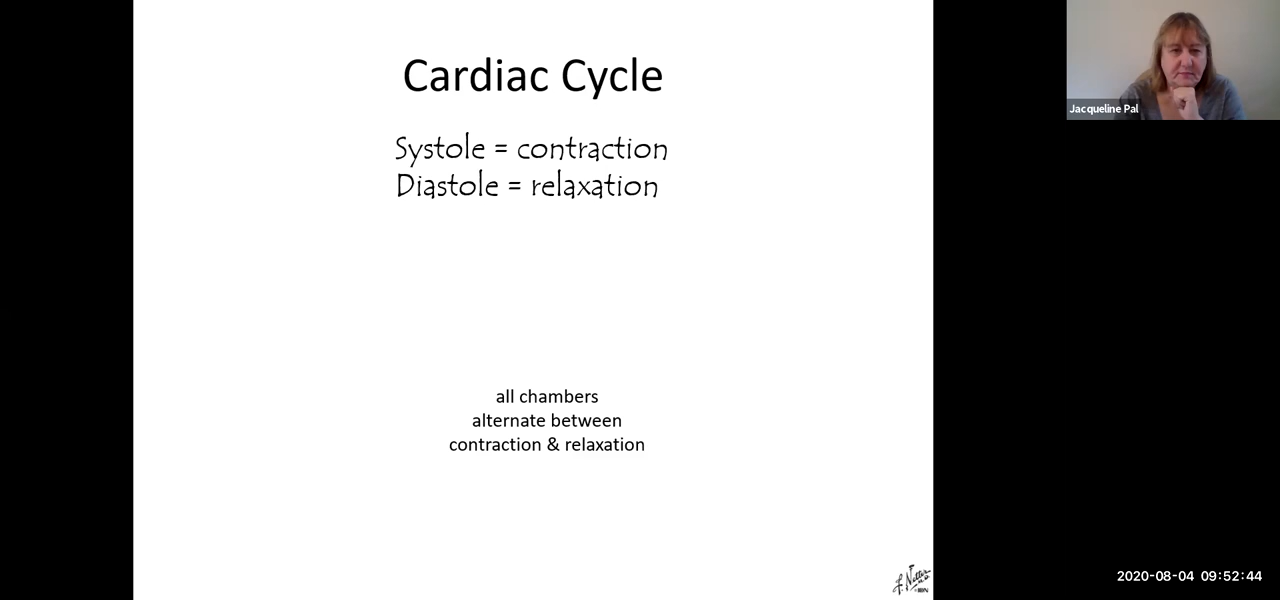 Cardiac Cycle
Systole = contraction
Diastole = relaxation
all chambers
alternate between
contraction & relaxation
Jacqueline Pal
2020-08-04 09:52:44